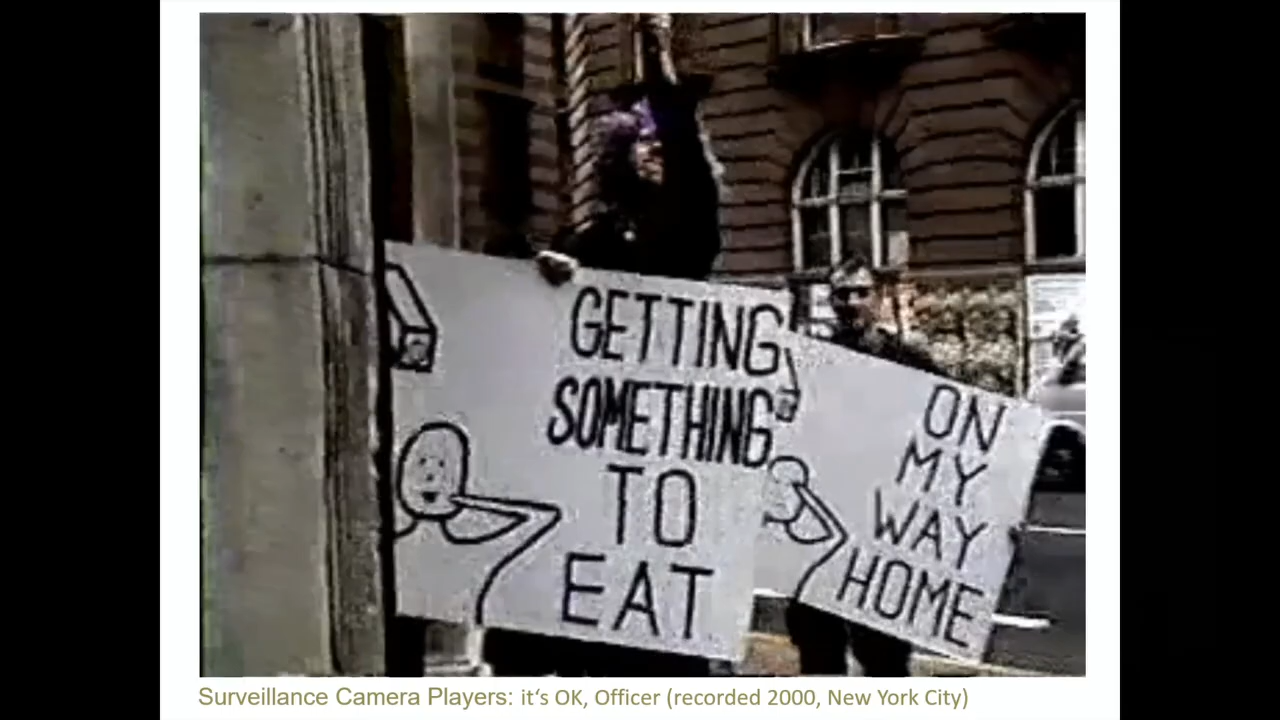 GETTING
SOMETHING
TO
EAT
ON
MY
WAY
HOME
Surveillance Camera Players: it‘s OK, Officer (recorded 2000, New York City)